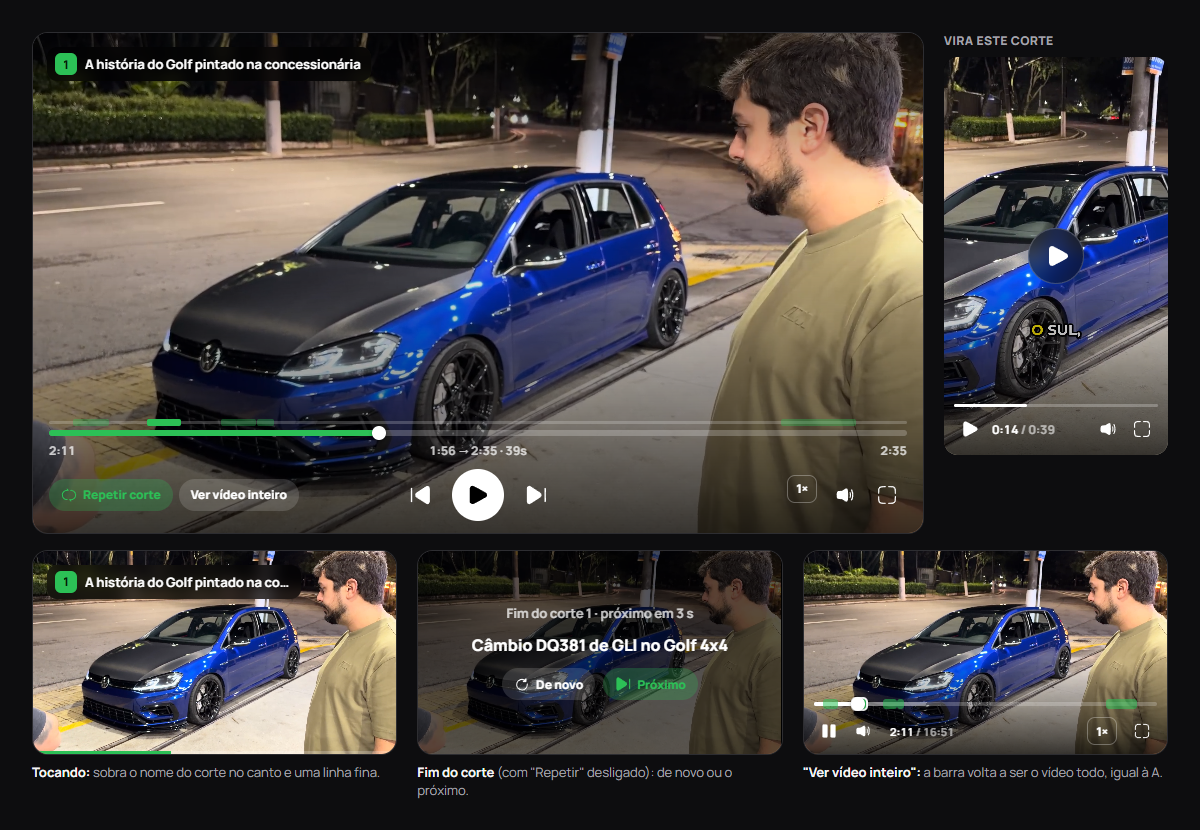 1 A história do Golf pintado na concessionária
VIRA ESTE CORTE
O SUL,
0:14 / 0:39
2:11
1:56 → 2:35 · 39s
2:35
Repetir corte
Ver vídeo inteiro
1×
1 A história do Golf pintado na co...
Fim do corte 1 · próximo em 3 s
Câmbio DQ381 de GLI no Golf 4x4
De novo
Próximo
2:11 / 16:51
1×
Tocando: sobra o nome do corte no canto e uma linha fina.
Fim do corte (com "Repetir" desligado): de novo ou o
próximo.
"Ver vídeo inteiro": a barra volta a ser o vídeo todo, igual à A.